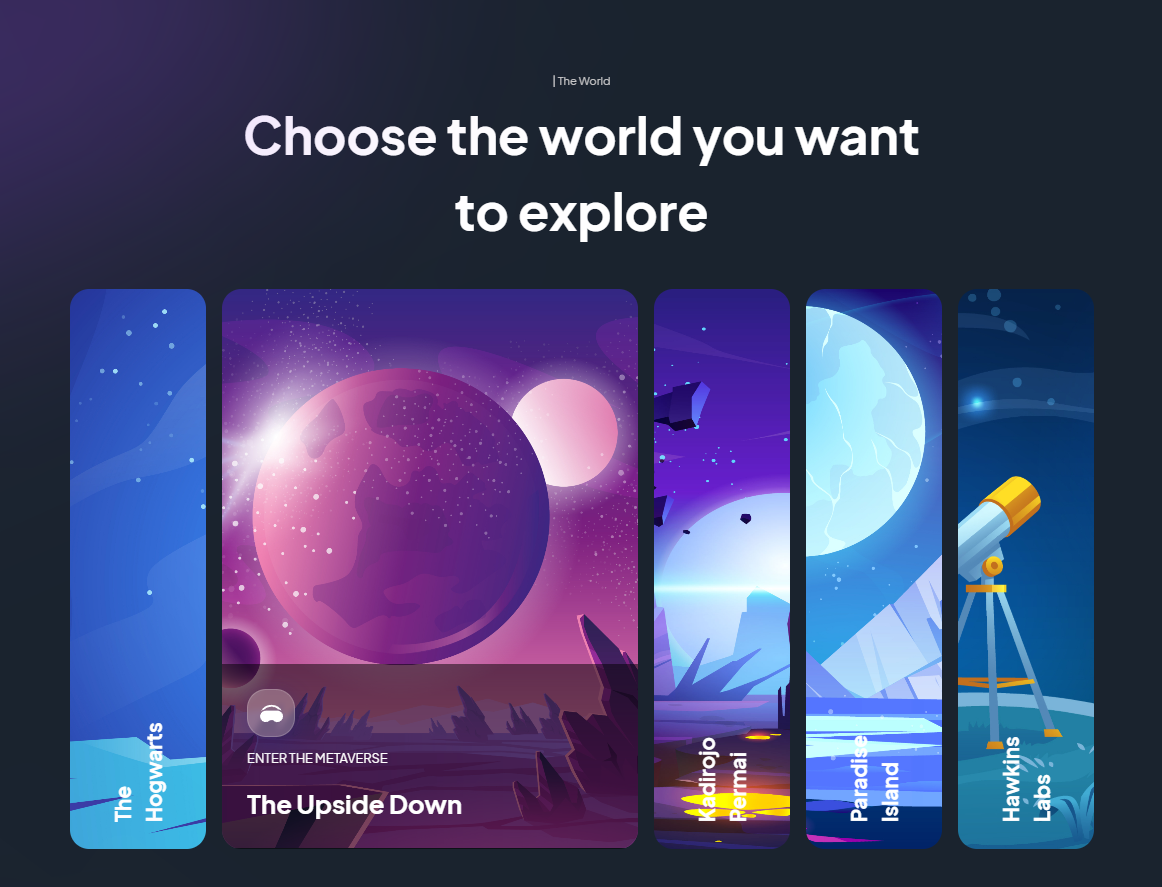 | The World
Choose the world you want
to explore
The
Hogwarts
ENTER THE METAVERSE
The Upside Down
Kadirojo
Permai
Paradise
Island
Hawkins
Labs